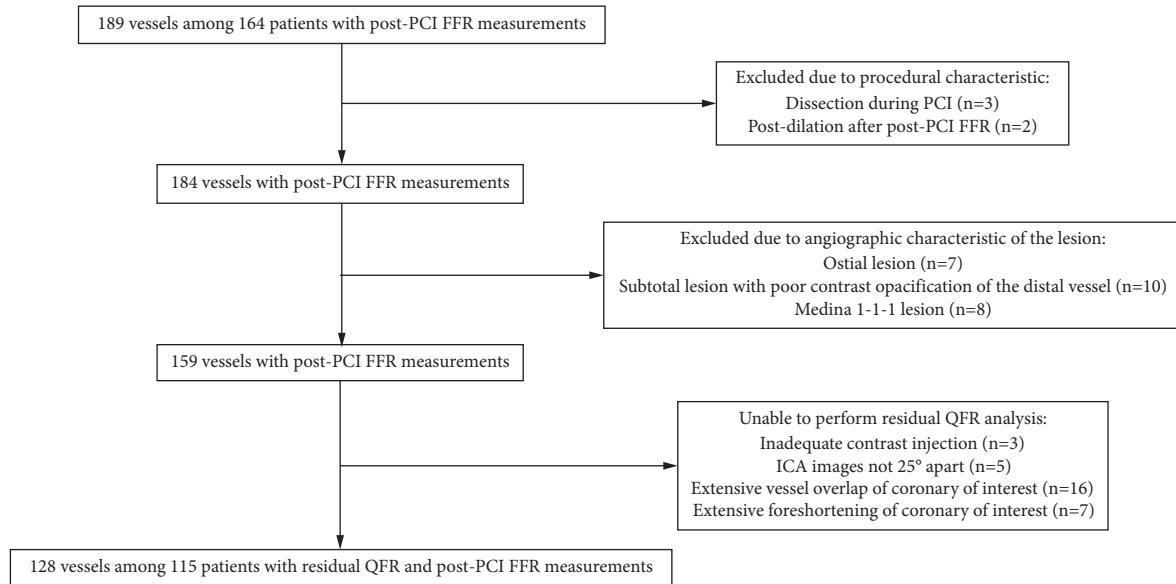 189 vessels among 164 patients with post-PCI FFR measurements
Excluded due to procedural characteristic:
Dissection during PCI (n=3)
Post-dilation after post-PCI FFR (n=2)
184 vessels with post-PCI FFR measurements
Excluded due to angiographic characteristic of the lesion:
Ostial lesion (n=7)
Subtotal lesion with poor contrast opacification of the distal vessel (n=10)
Medina 1-1-1 lesion (n=8)
159 vessels with post-PCI FFR measurements
Unable to perform residual QFR analysis:
Inadequate contrast injection (n=3)
ICA images not 25° apart (n=5)
Extensive vessel overlap of coronary of interest (n=16)
Extensive foreshortening of coronary of interest (n=7)
128 vessels among 115 patients with residual QFR and post-PCI FFR measurements